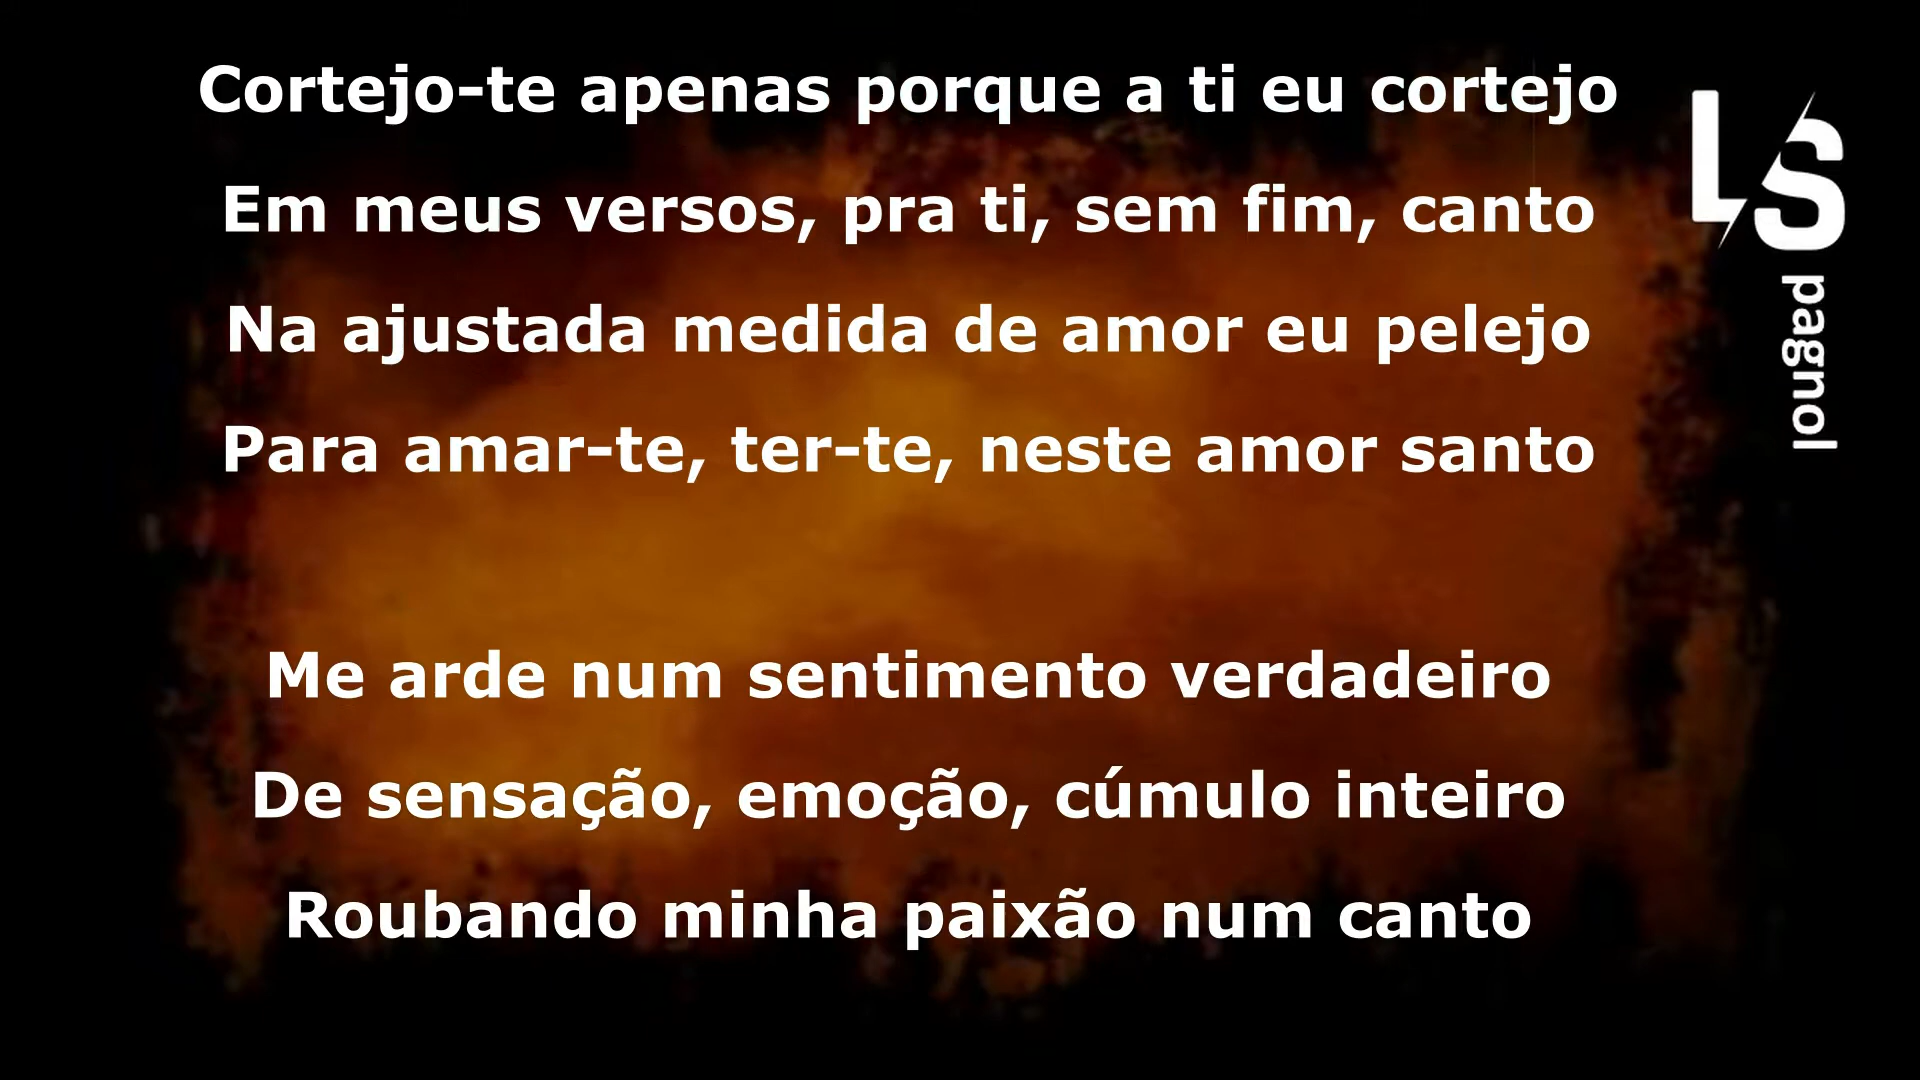 Cortejo-te apenas porque a ti eu cortejo
Em meus versos, pra ti, sem fim, canto
Na ajustada medida de amor eu pelejo
Para amar-te, ter-te, neste amor santo
Me arde num sentimento verdadeiro
De sensação, emoção, cúmulo inteiro
Roubando minha paixão num canto
LS
pagnol